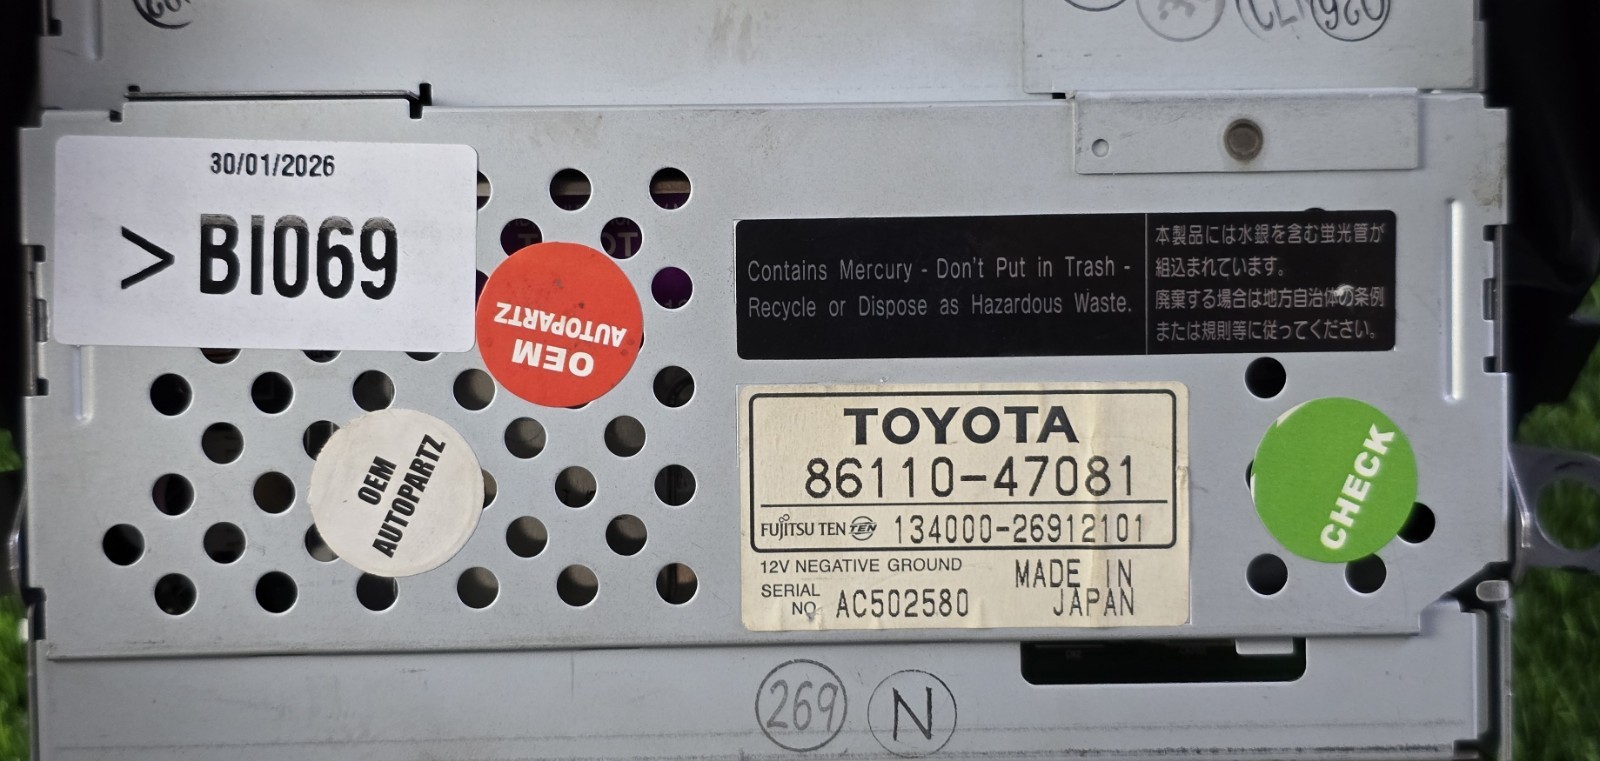 30/01/2026
> BI069
OEM
AUTOPARTZ
OEM
AUTOPARTZ
Contains Mercury - Don't Put in Trash -
Recycle or Dispose as Hazardous Waste.
本製品には水銀を含む蛍光管が
組込まれています。
廃棄する場合は地方自治体の条例
または規則等に従ってください。
TOYOTA
86110-47081
FUJITSU TEN TEN 134000-26912101
12V NEGATIVE GROUND
SERIAL NO. AC502580
MADE IN
JAPAN
CHECK
269
N